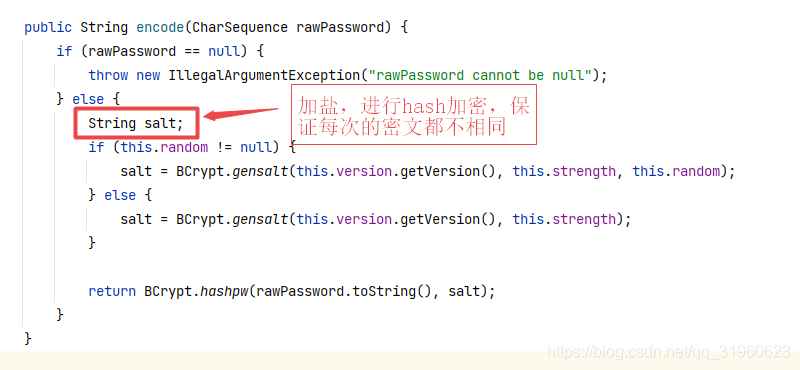 public String encode(CharSequence rawPassword) {
if (rawPassword == null) {
throw new IllegalArgumentException("rawPassword cannot be null");
} else {
String salt;
加盐，进行hash加密，保
证每次的密文都不相同
if (this.random != null) {
salt = BCrypt.gensalt(this.version.getVersion(), this.strength, this.random);
} else {
salt = BCrypt.gensalt(this.version.getVersion(), this.strength);
}
return BCrypt.hashpw(rawPassword.toString(), salt);
}
}
https://blog.csdn.net/qq_31960623